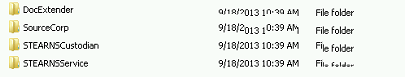 DocExtender 9/18/2013 10:39 AM File folder
SourceCorp 9/18/2013 10:39 AM File folder
STEARNSCustodian 9/18/2013 10:39 AM File folder
STEARNSService 9/18/2013 10:39 AM File folder